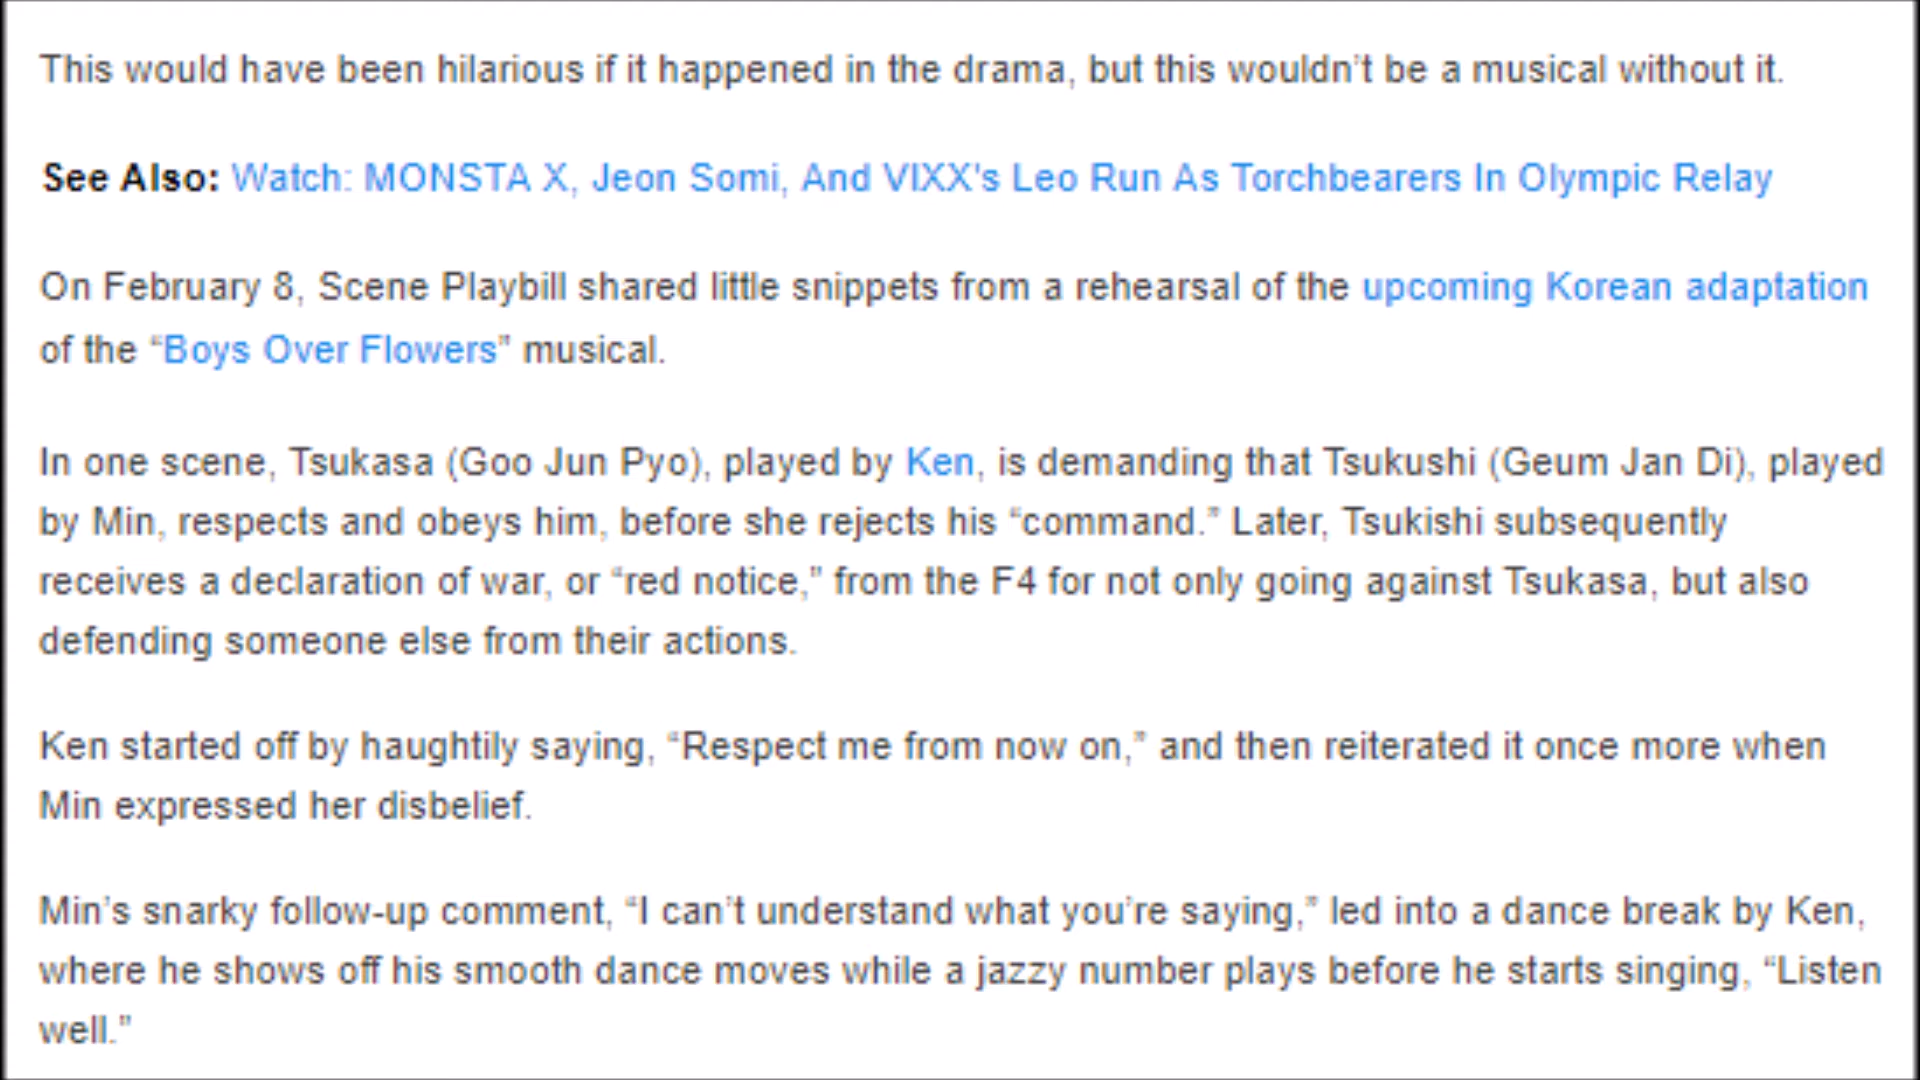 This would have been hilarious if it happened in the drama, but this wouldn’t be a musical without it.
See Also: Watch: MONSTA X, Jeon Somi, And VIXX's Leo Run As Torchbearers In Olympic Relay
On February 8, Scene Playbill shared little snippets from a rehearsal of the upcoming Korean adaptation
of the “Boys Over Flowers” musical.
In one scene, Tsukasa (Goo Jun Pyo), played by Ken, is demanding that Tsukushi (Geum Jan Di), played
by Min, respects and obeys him, before she rejects his “command.” Later, Tsukishi subsequently
receives a declaration of war, or “red notice,” from the F4 for not only going against Tsukasa, but also
defending someone else from their actions.
Ken started off by haughtily saying, “Respect me from now on,” and then reiterated it once more when
Min expressed her disbelief.
Min’s snarky follow-up comment, “I can’t understand what you’re saying,” led into a dance break by Ken,
where he shows off his smooth dance moves while a jazzy number plays before he starts singing, “Listen
well.”